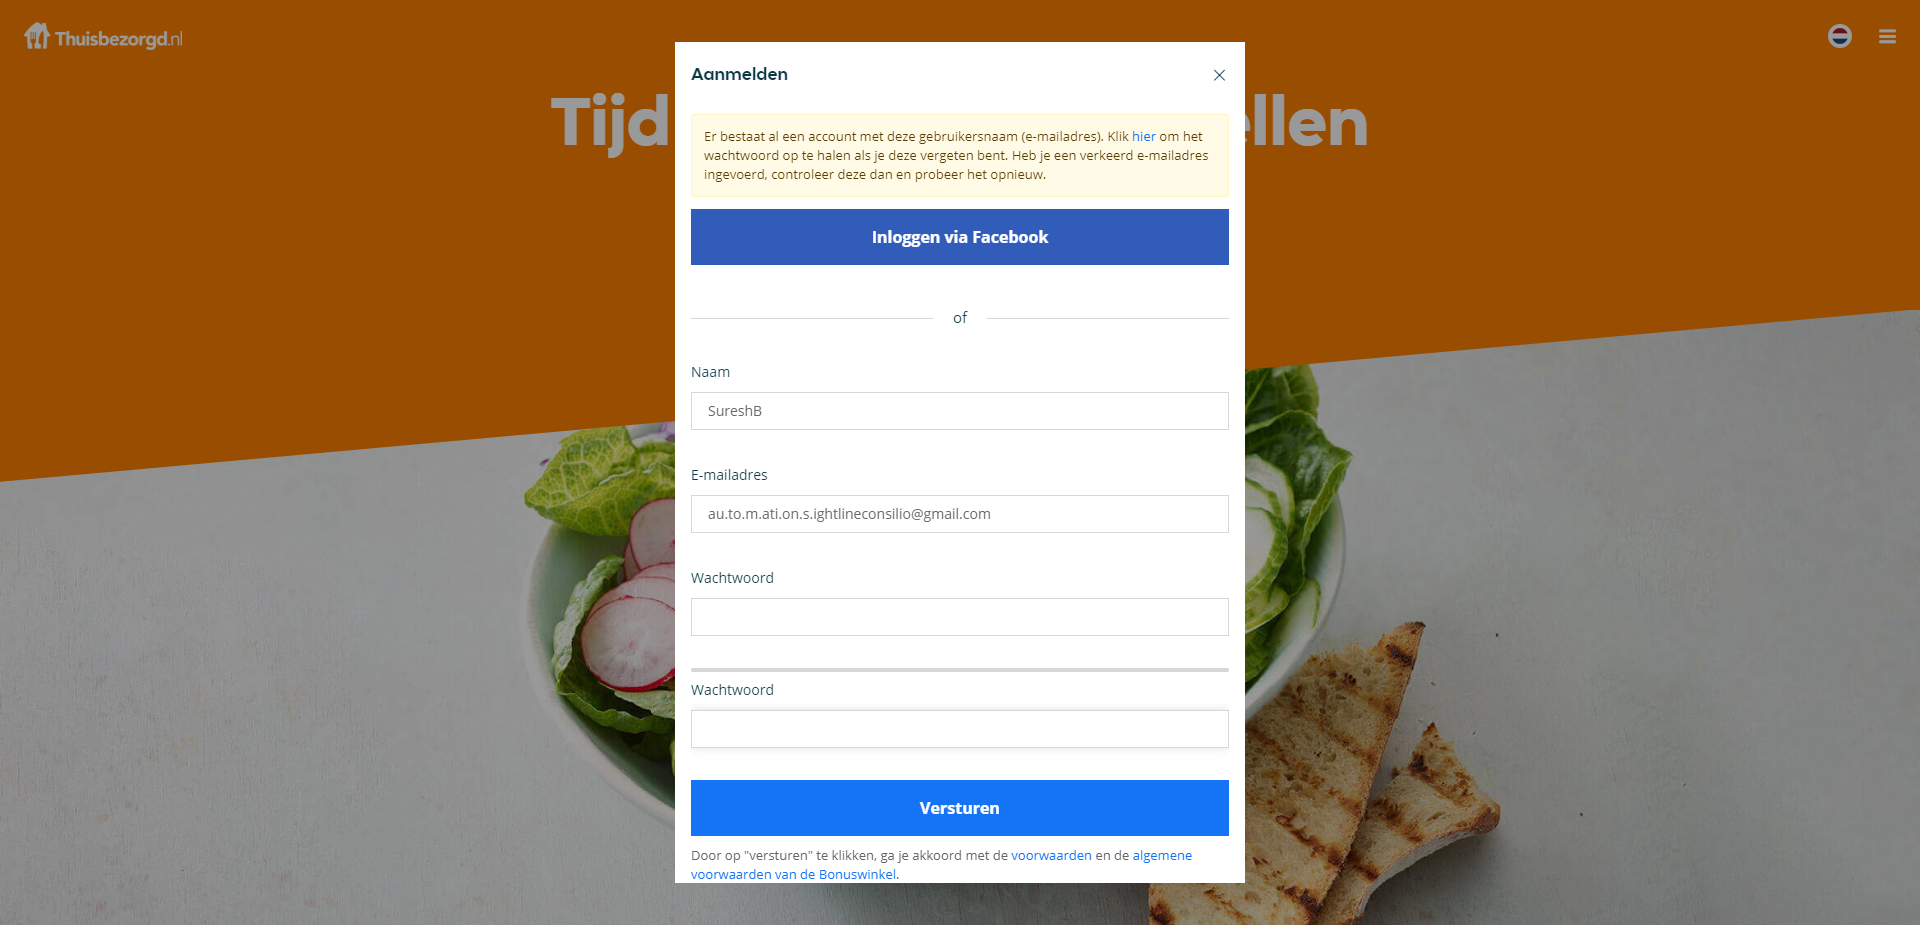 Thuisbezorgd.nl
Tijd
ellen
Aanmelden
Er bestaat al een account met deze gebruikersnaam (e-mailadres). Klik hier om het
wachtwoord op te halen als je deze vergeten bent. Heb je een verkeerd e-mailadres
ingevoerd, controleer deze dan en probeer het opnieuw.
Inloggen via Facebook
of
Naam
SureshB
E-mailadres
au.to.m.ati.on.s.ightlineconsilio@gmail.com
Wachtwoord
Wachtwoord
Versturen
Door op "versturen" te klikken, ga je akkoord met de voorwaarden en de algemene
voorwaarden van de Bonuswinkel.